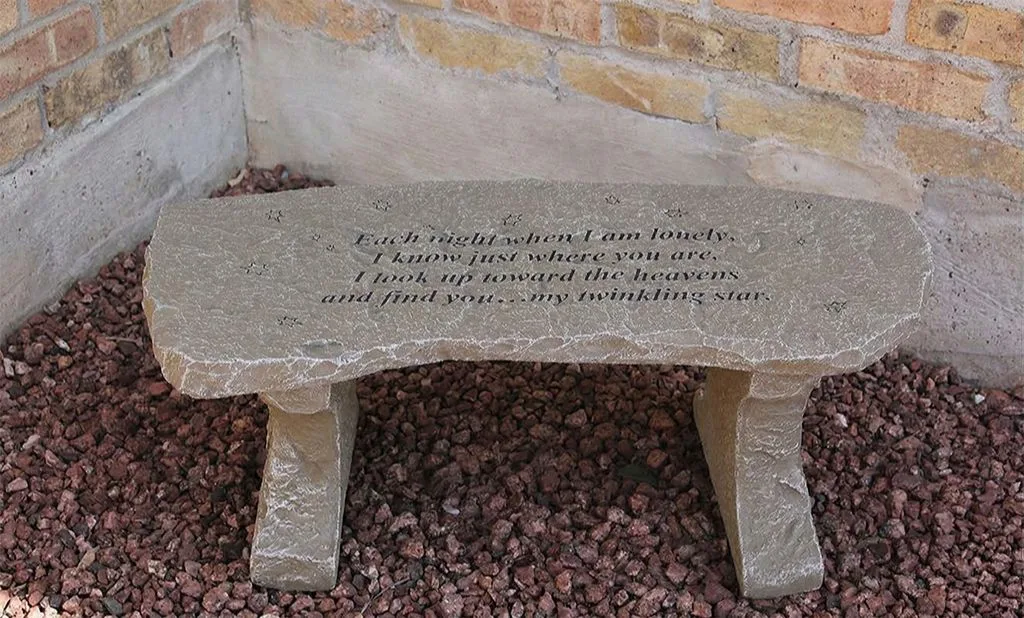 Each night when I am lonely,
I know just where you are,
I look up toward the heavens
and find you...my twinkling star.